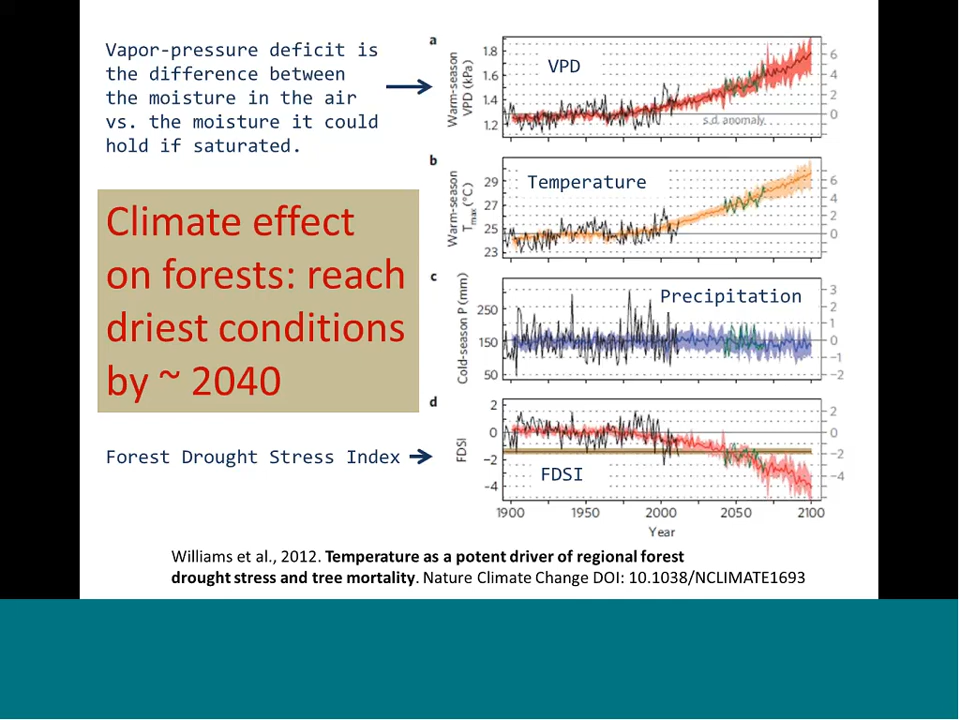 Vapor-pressure deficit is
the difference between
the moisture in the air
vs. the moisture it could
hold if saturated.
Climate effect
on forests: reach
driest conditions
by ~ 2040
Forest Drought Stress Index
a
Warm-season
VPD (kPa)
1.8
1.6
1.4
1.2
VPD
s.d. anomaly
6
4
2
0
b
Warm-season
Tmax (°C)
29
27
25
23
Temperature
6
4
2
0
c
Cold-season P (mm)
250
150
50
Precipitation
3
2
1
0
−1
−2
d
FDSI
2
0
−2
−4
FDSI
2
0
−2
−4
1900 1950 2000 2050 2100
Year
Williams et al., 2012. Temperature as a potent driver of regional forest
drought stress and tree mortality. Nature Climate Change DOI: 10.1038/NCLIMATE1693